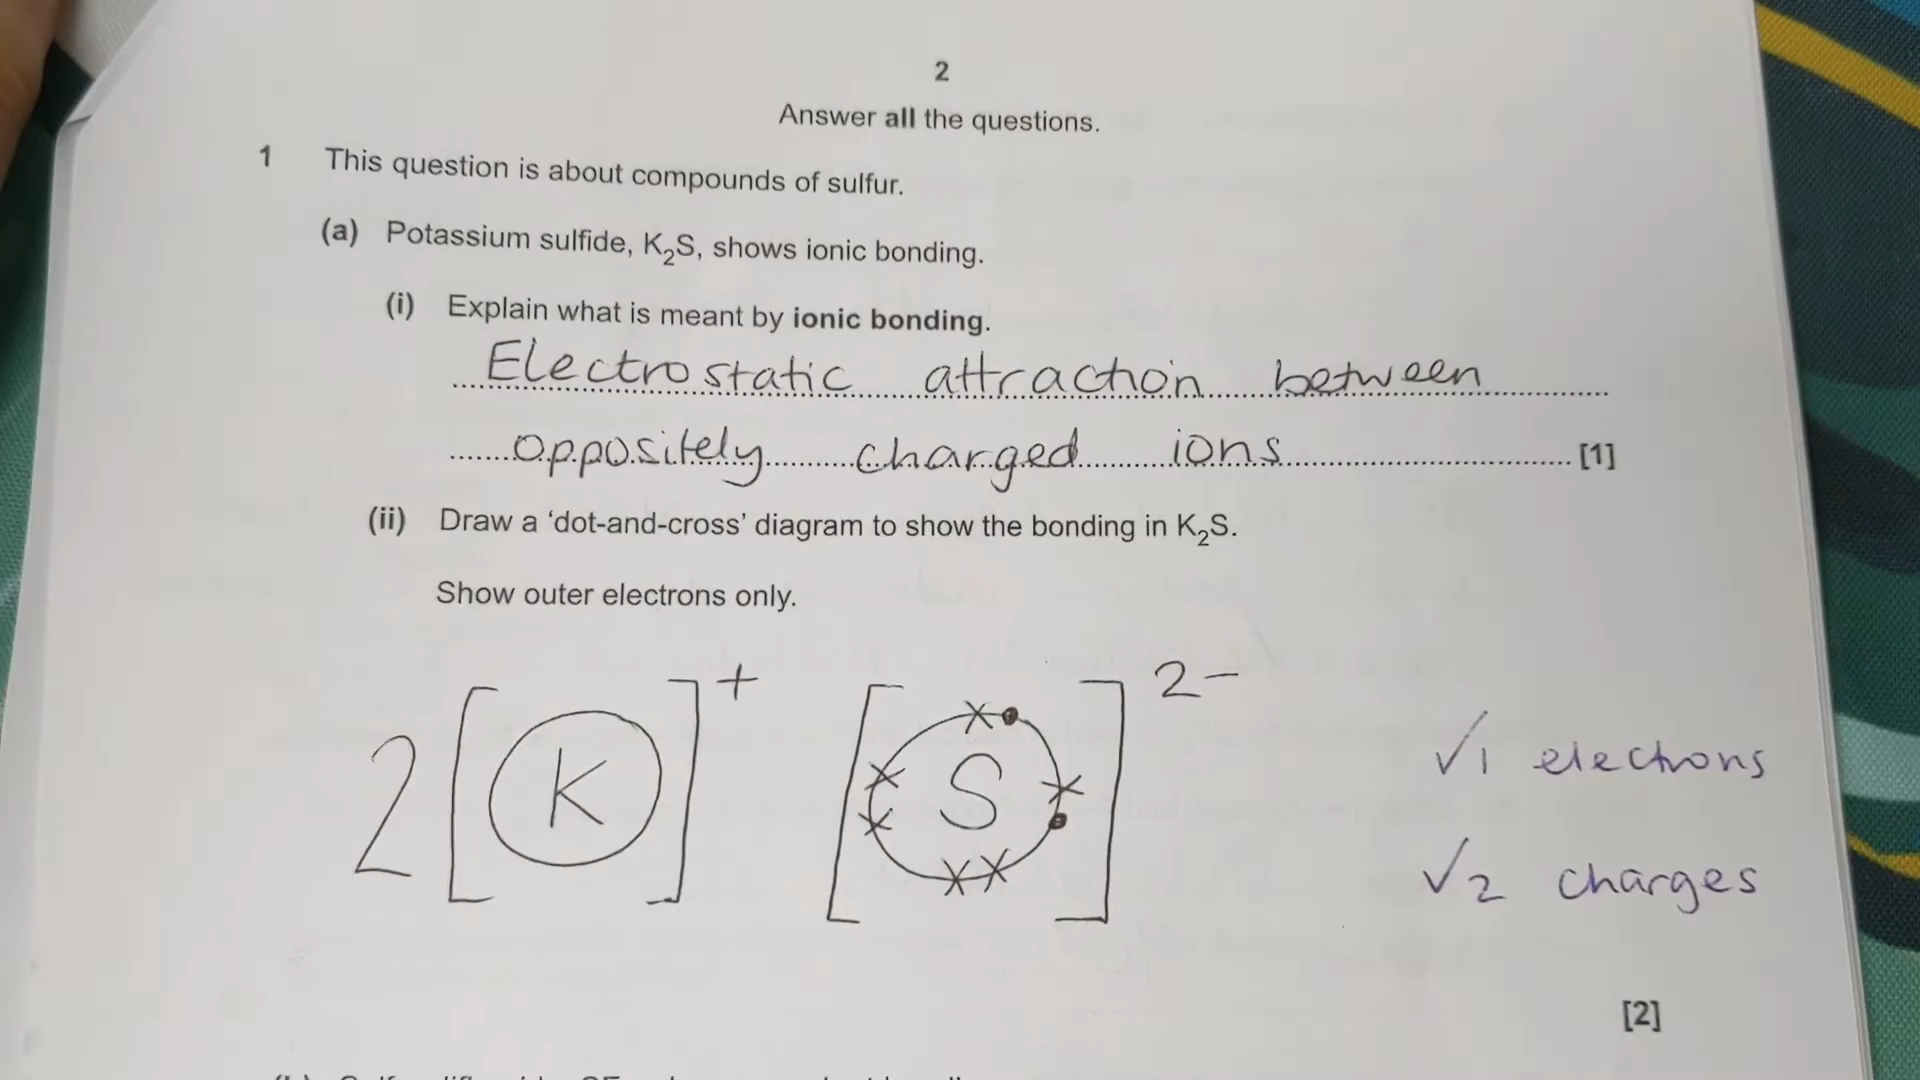 2
Answer all the questions.
1 This question is about compounds of sulfur.
(a) Potassium sulfide, K₂S, shows ionic bonding.
(i) Explain what is meant by ionic bonding.
Electrostatic attraction between
oppositely charged ions [1]
(ii) Draw a ‘dot-and-cross’ diagram to show the bonding in K₂S.
Show outer electrons only.
2[K]⁺ [S]²⁻
√1 electrons
√2 charges
[2]